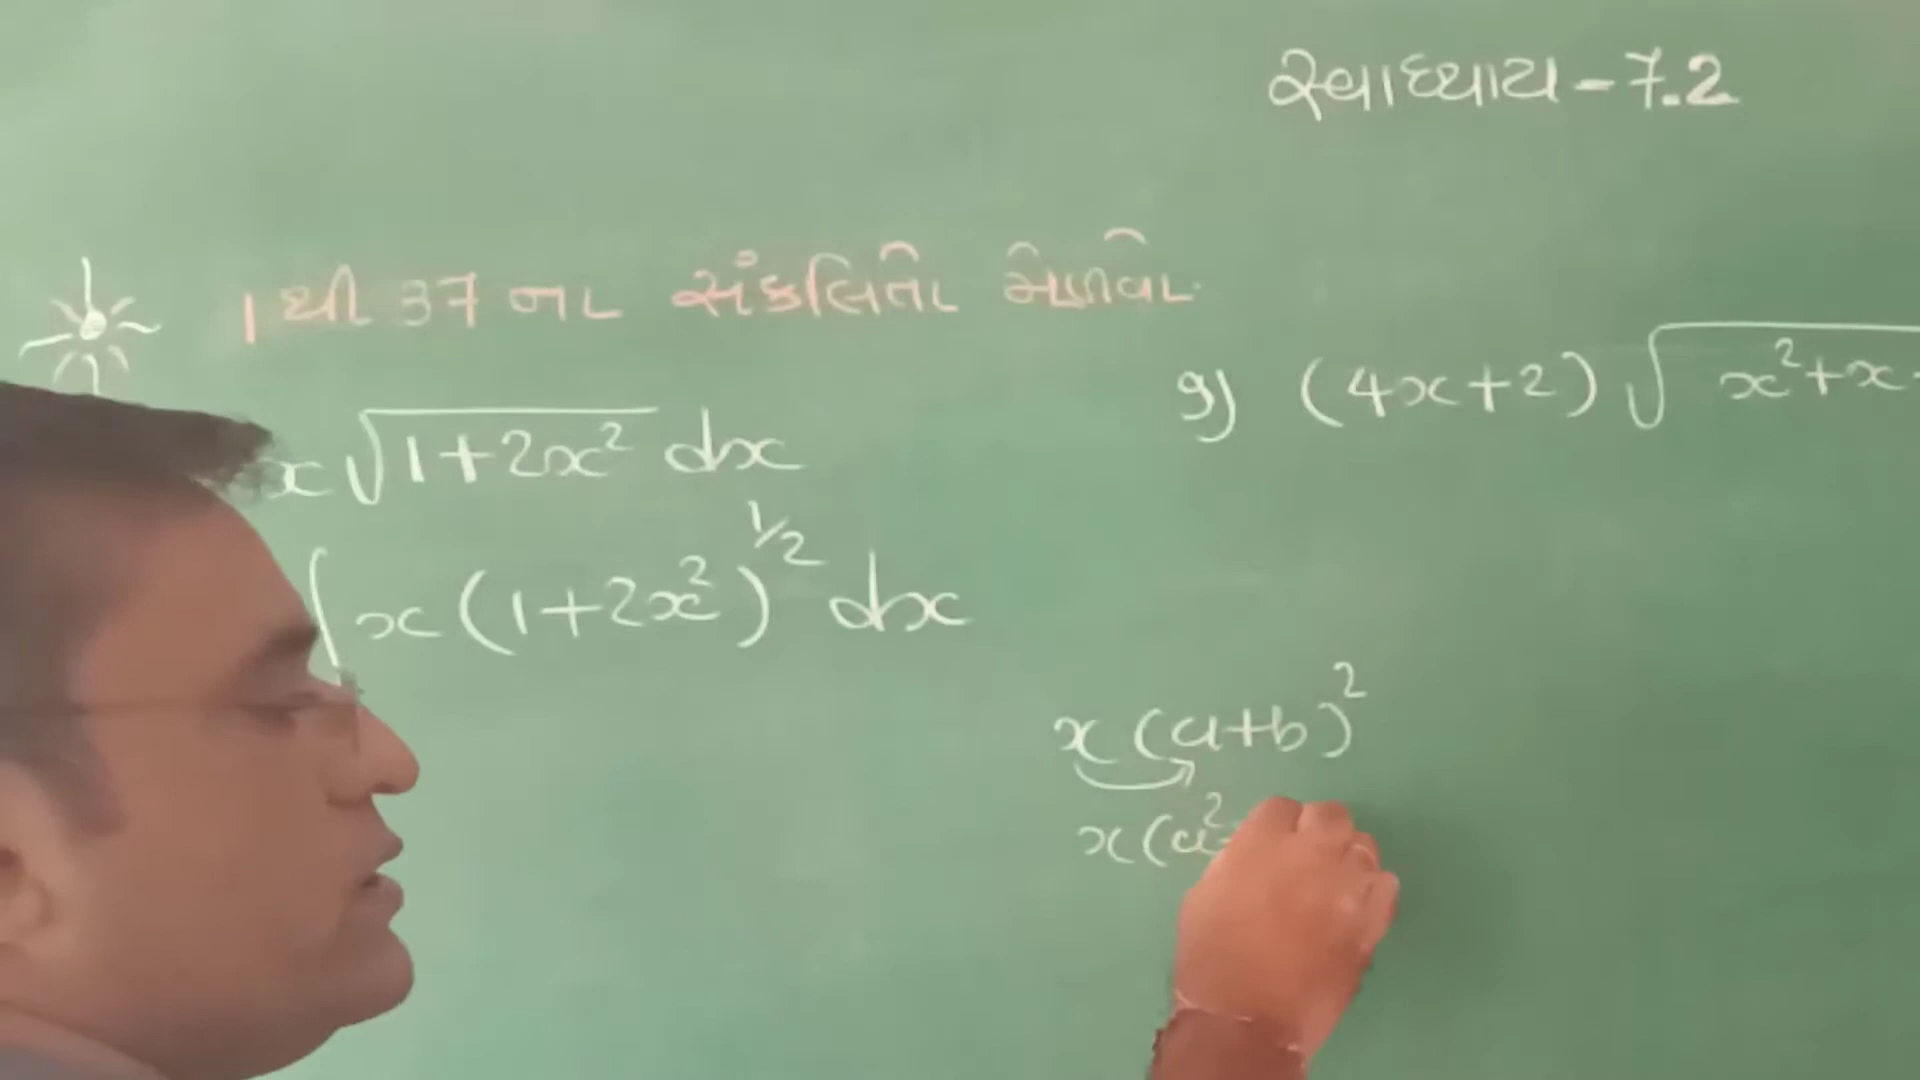 સ્વાધ્યાય - 7.2
1 થી 37 ના સંકલિતો મેળવો.
x√1+2x² dx
∫x(1+2x²)^1/2 dx
9) (4x+2)√x²+x
x(a+b)²
x(a²